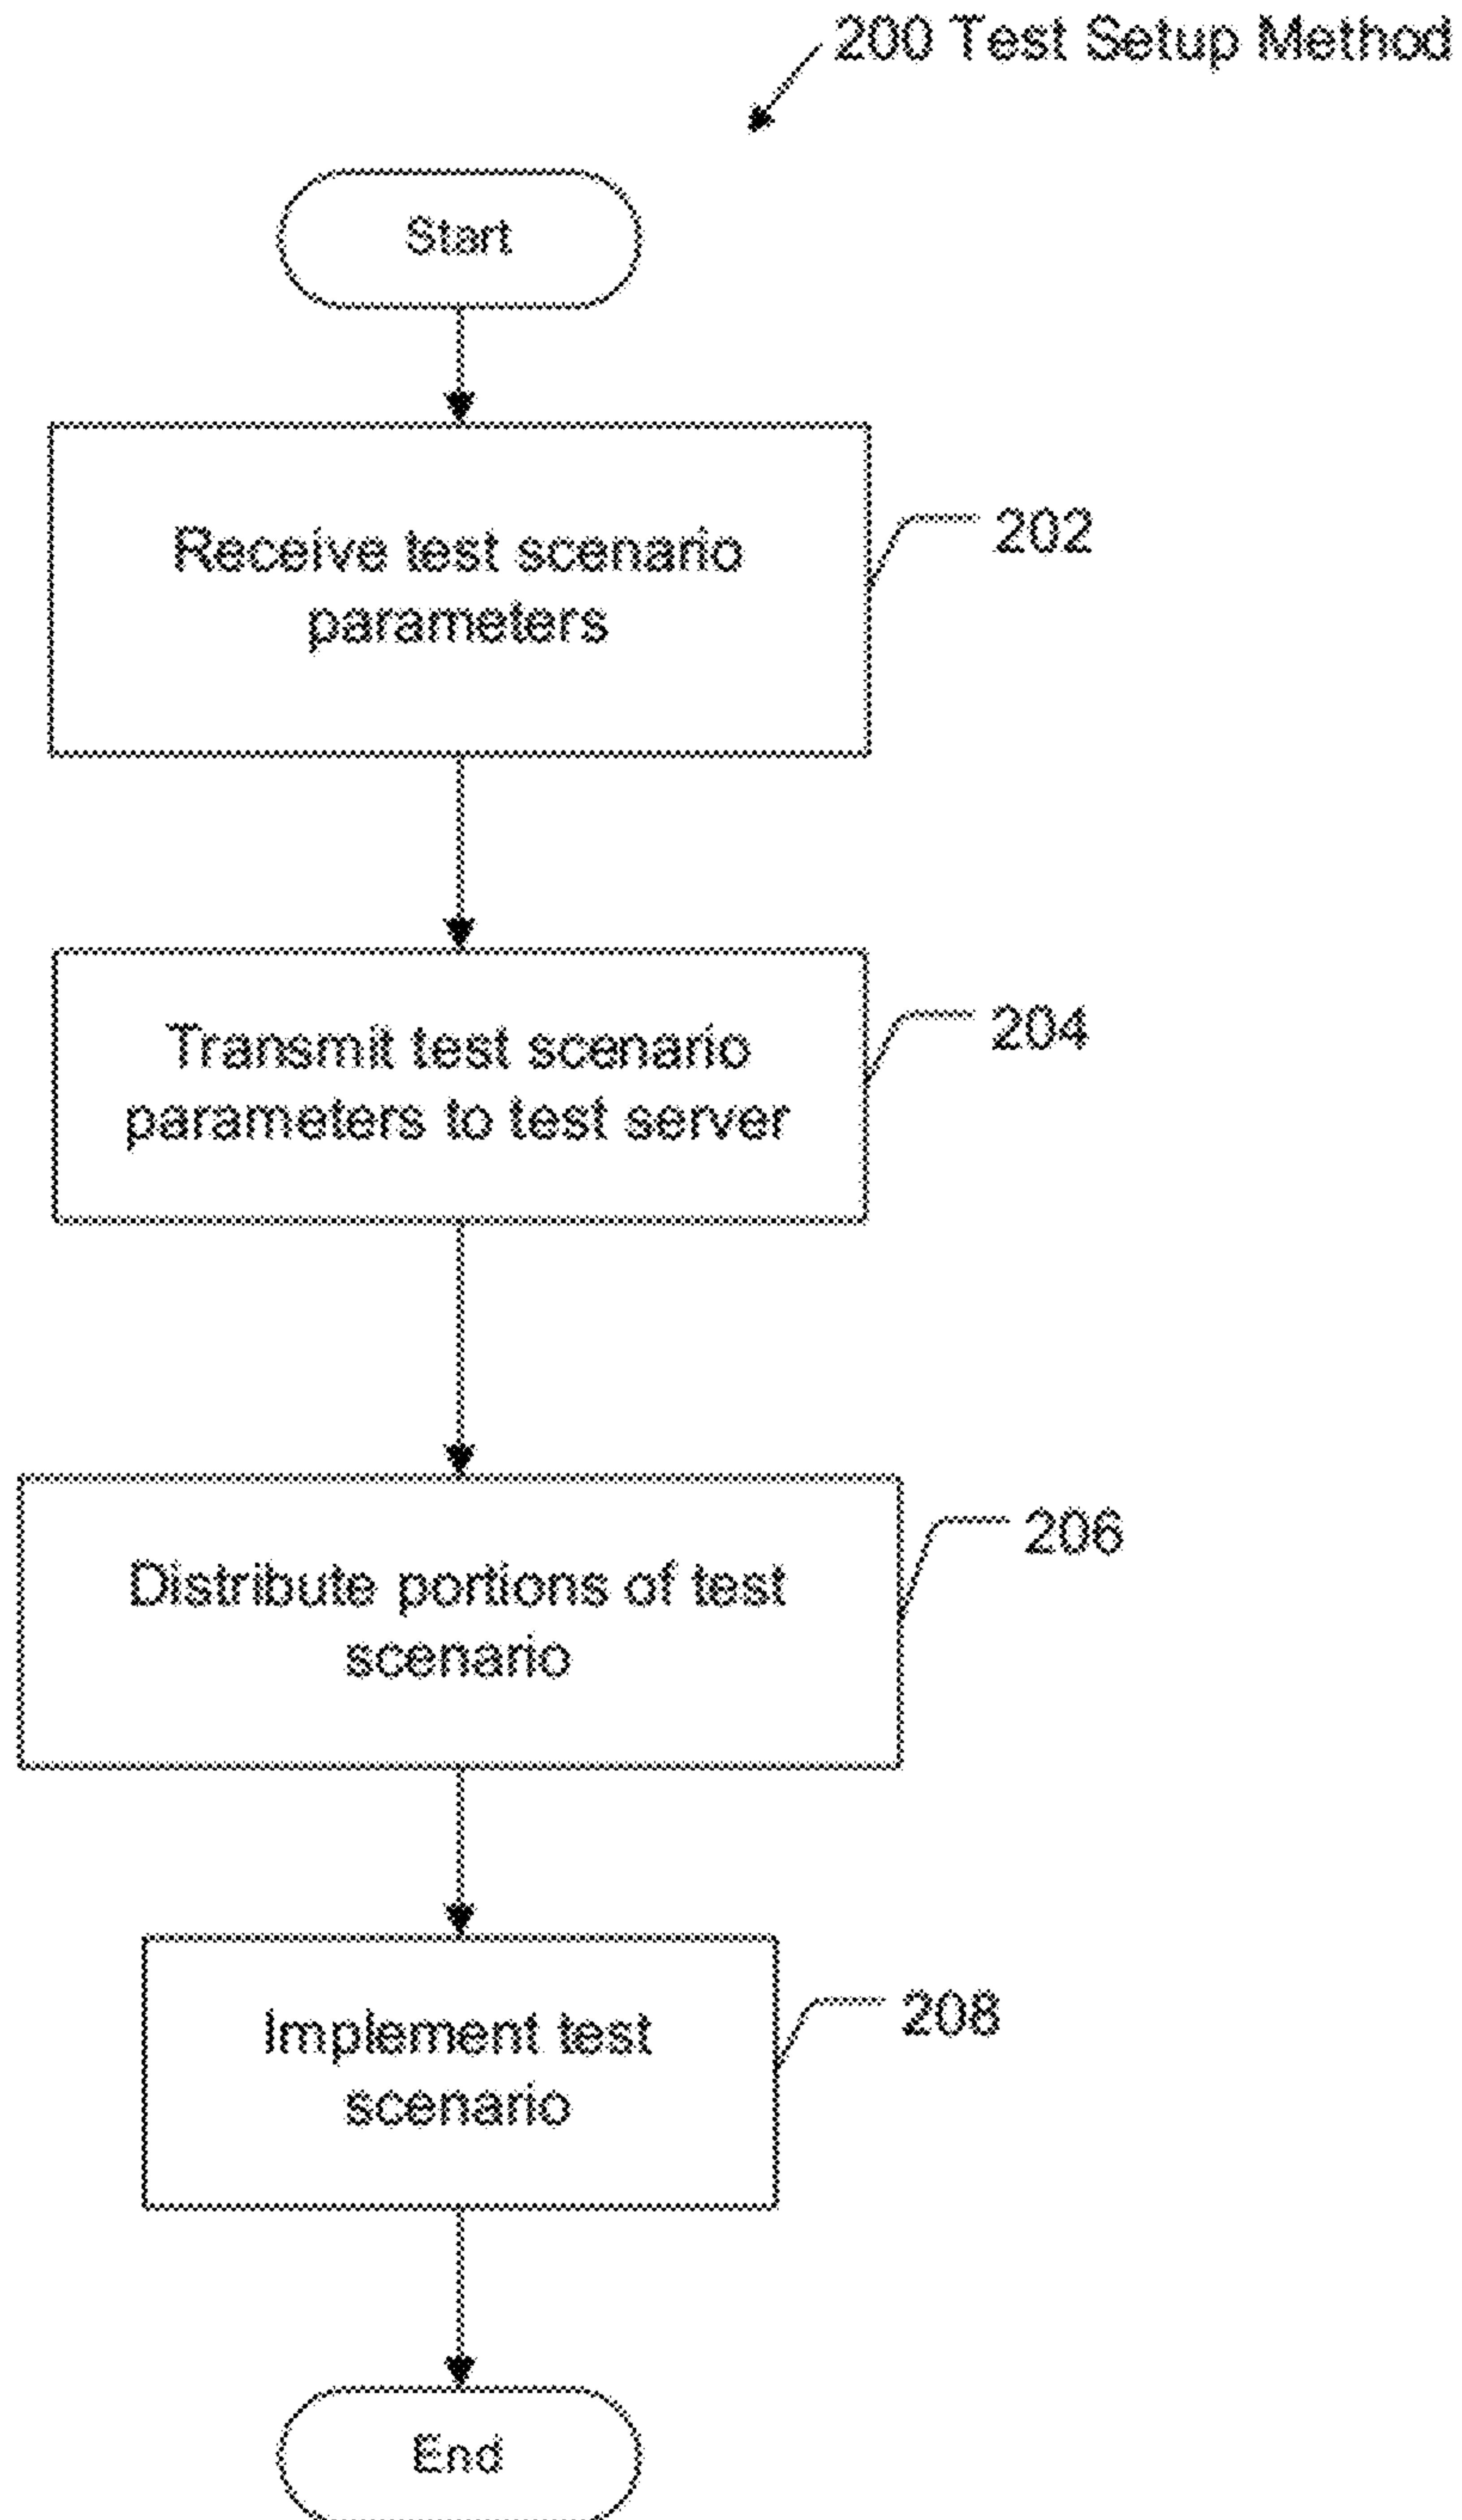 200 Test Setup Method
Start
Receive test scenario
parameters
202
Transmit test scenario
parameters to test server
204
Distribute portions of test
scenario
206
Implement test
scenario
208
End